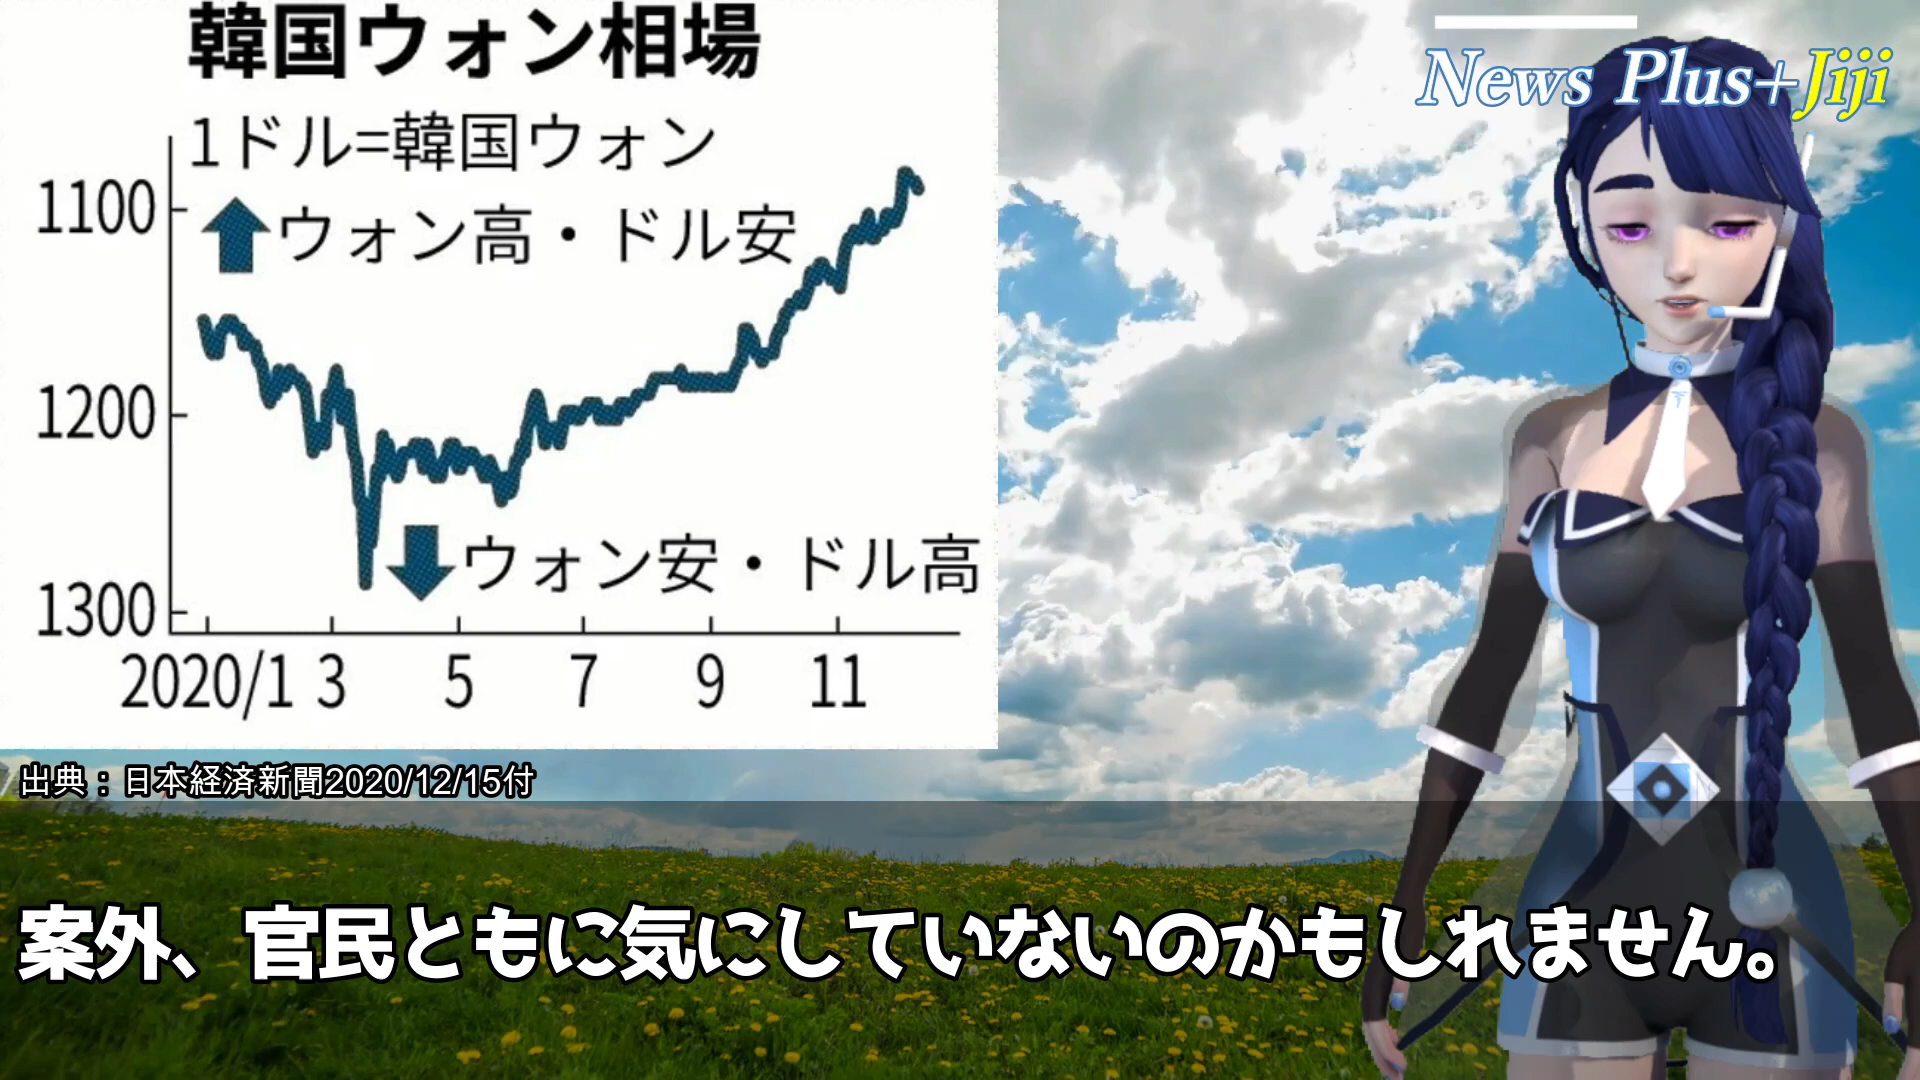 韓国ウォン相場
1ドル=韓国ウォン
1100
ウォン高・ドル安
1200
ウォン安・ドル高
1300
2020/1 3 5 7 9 11
News Plus+Jiji
出典：日本経済新聞2020/12/15付
案外、官民ともに気にしていないのかもしれません。